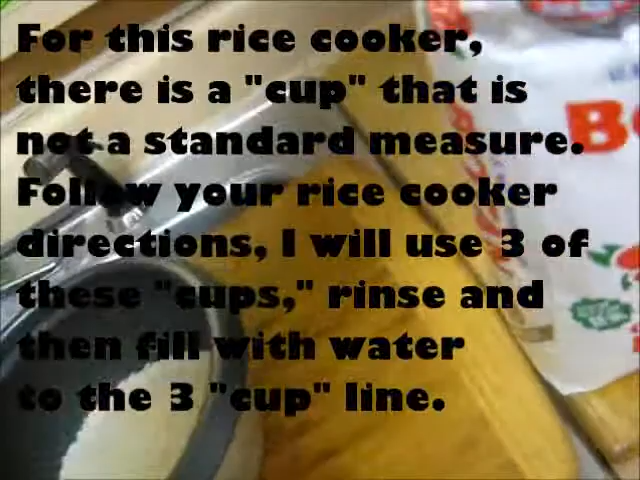 For this rice cooker,
there is a "cup" that is
not a standard measure.
Follow your rice cooker
directions, I will use 3 of
these "cups," rinse and
then fill with water
to the 3 "cup" line.